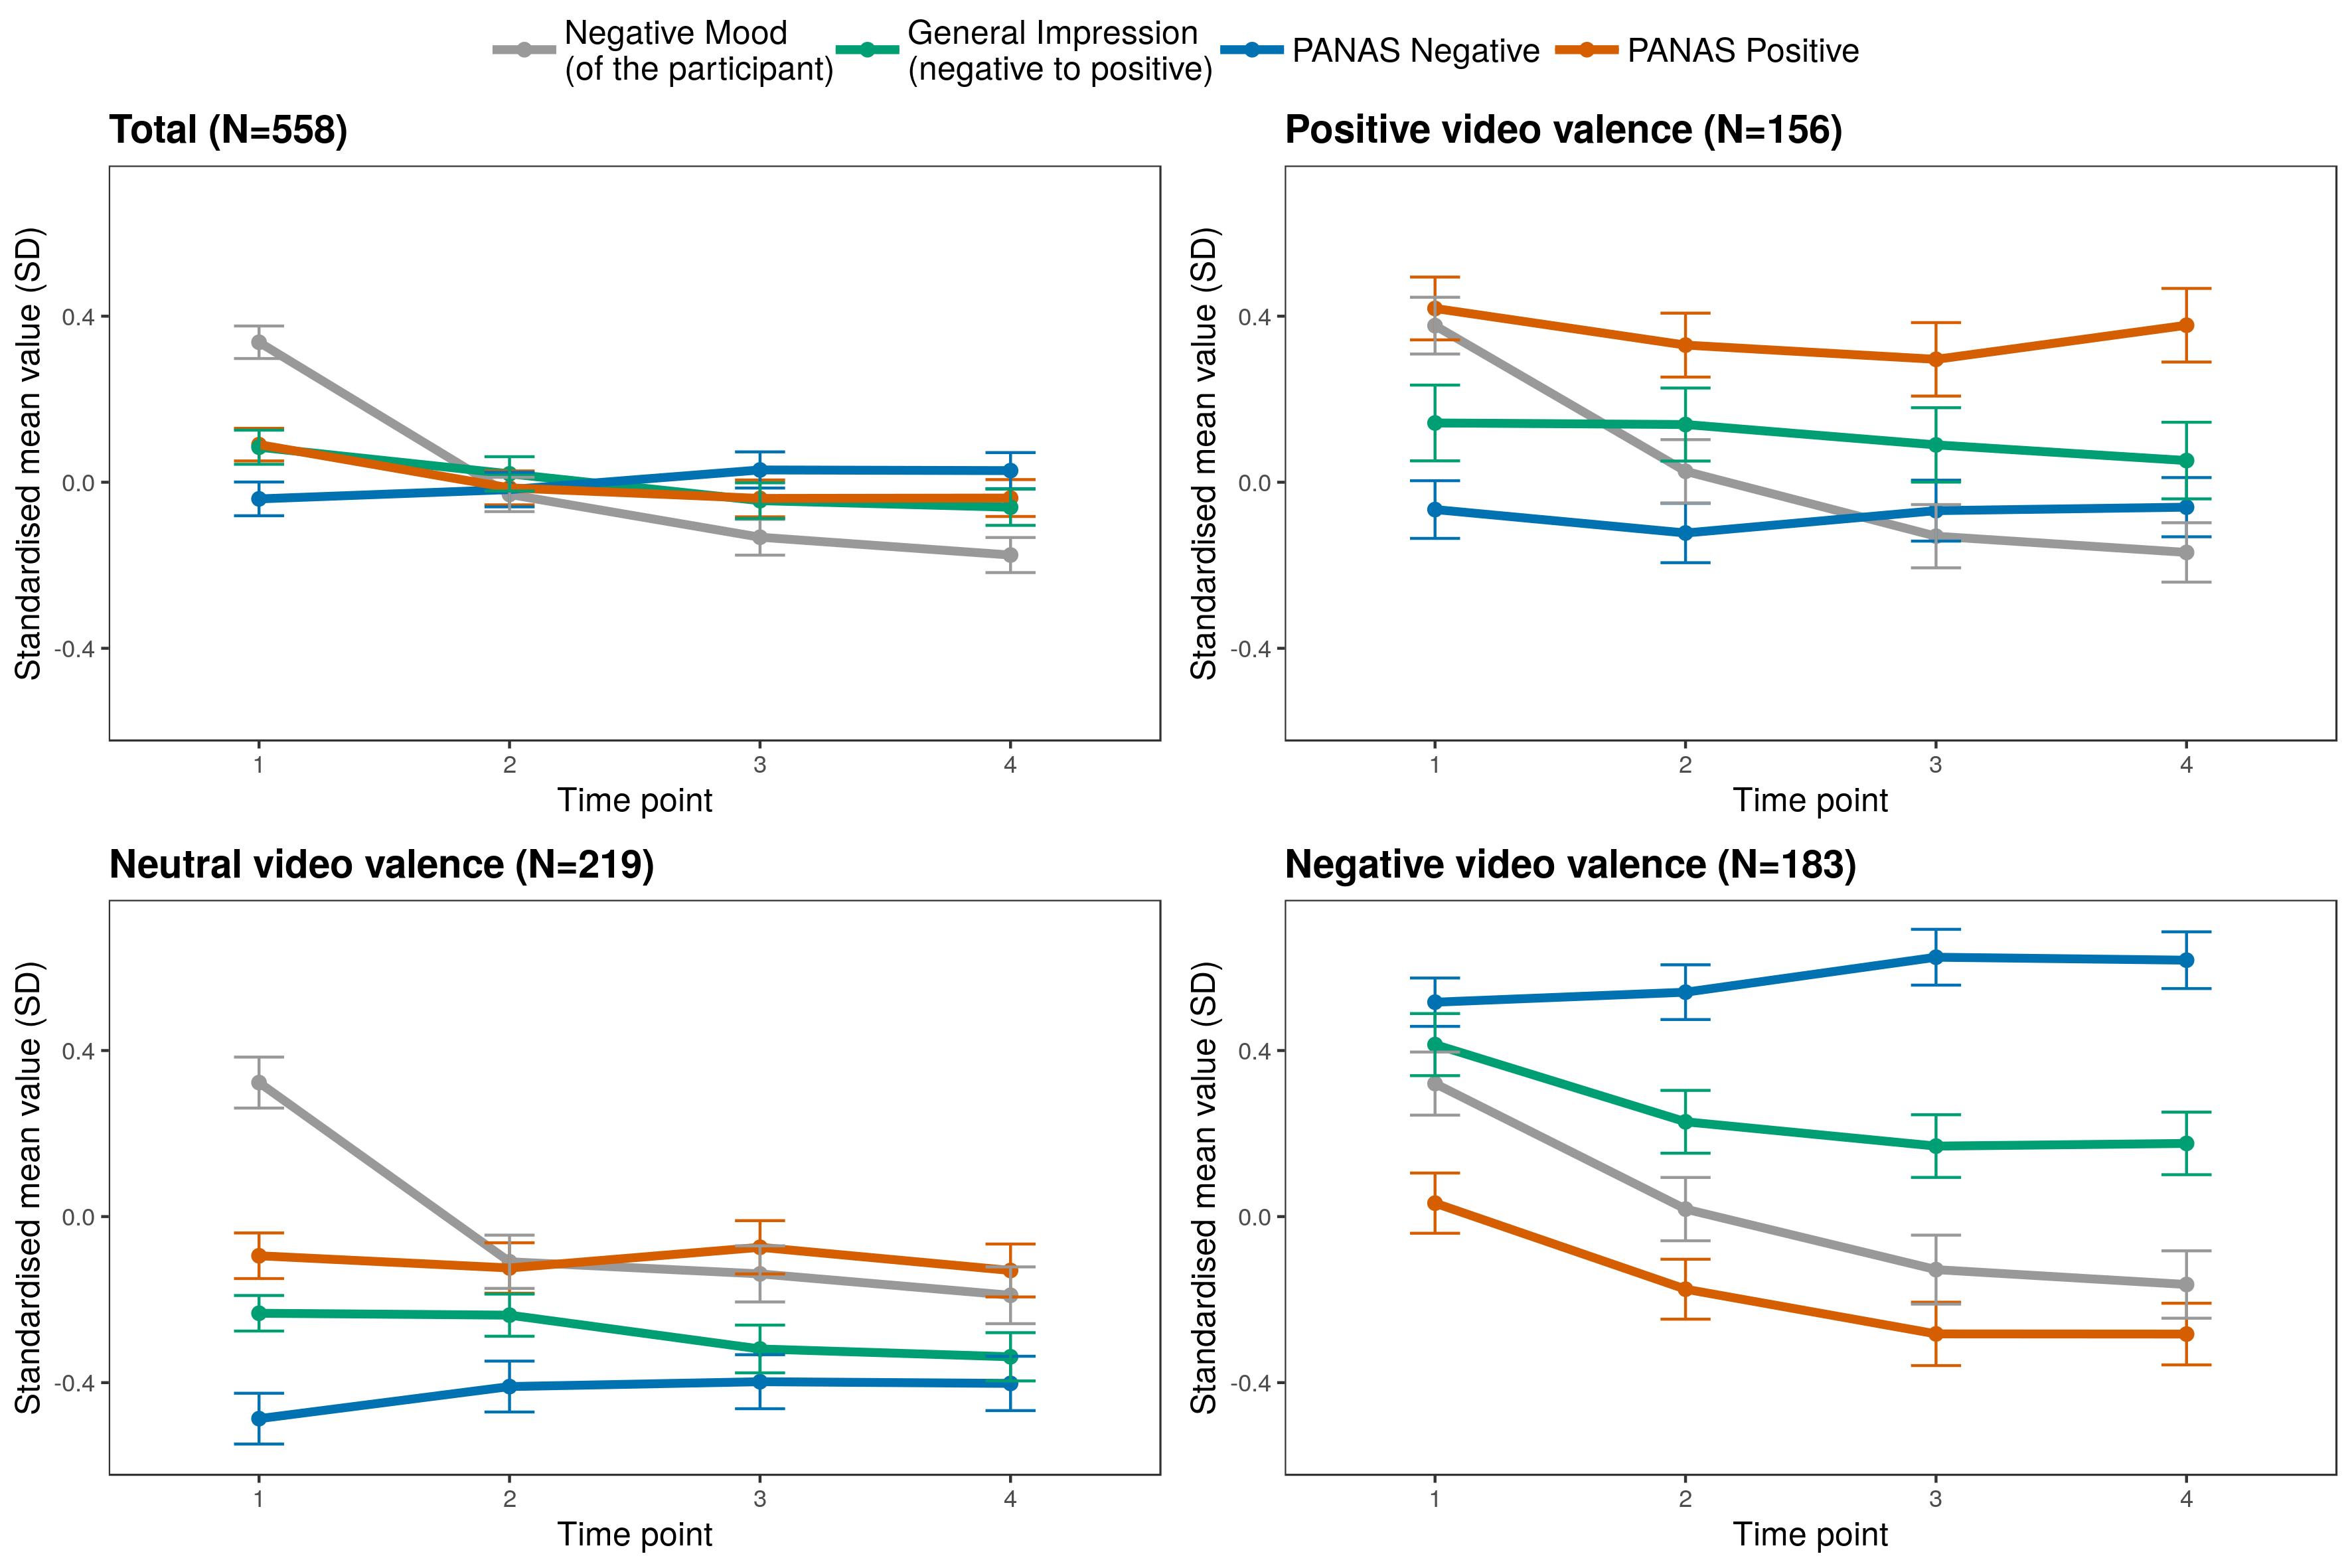 Negative Mood
(of the participant)
General Impression
(negative to positive)
PANAS Negative
PANAS Positive
Total (N=558)
Standardised mean value (SD)
0.4
0.0
-0.4
1 2 3 4
Time point
Positive video valence (N=156)
Standardised mean value (SD)
0.4
0.0
-0.4
1 2 3 4
Time point
Neutral video valence (N=219)
Standardised mean value (SD)
0.4
0.0
-0.4
1 2 3 4
Time point
Negative video valence (N=183)
Standardised mean value (SD)
0.4
0.0
-0.4
1 2 3 4
Time point